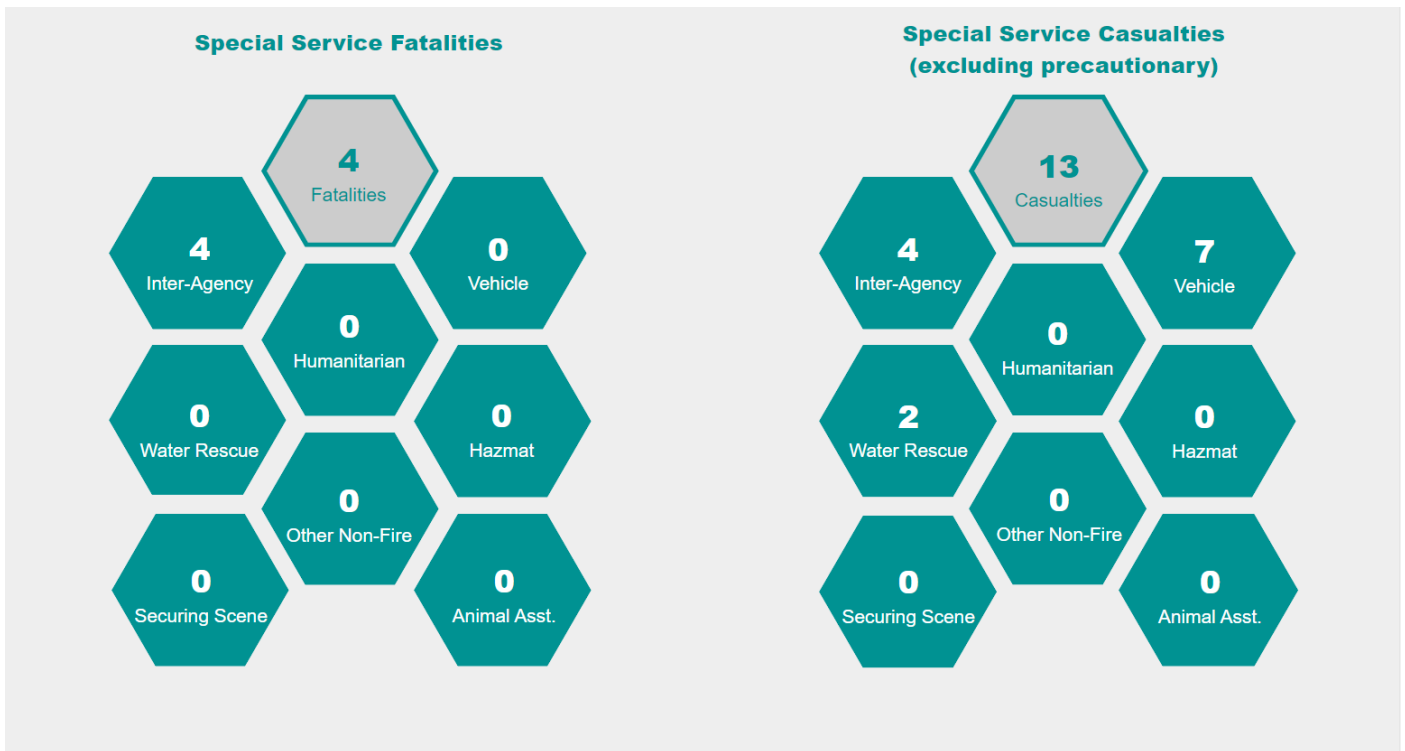 Special Service Fatalities
4
Fatalities
4
Inter-Agency
0
Vehicle
0
Humanitarian
0
Water Rescue
0
Hazmat
0
Other Non-Fire
0
Securing Scene
0
Animal Asst.
Special Service Casualties
(excluding precautionary)
13
Casualties
4
Inter-Agency
7
Vehicle
0
Humanitarian
2
Water Rescue
0
Hazmat
0
Other Non-Fire
0
Securing Scene
0
Animal Asst.